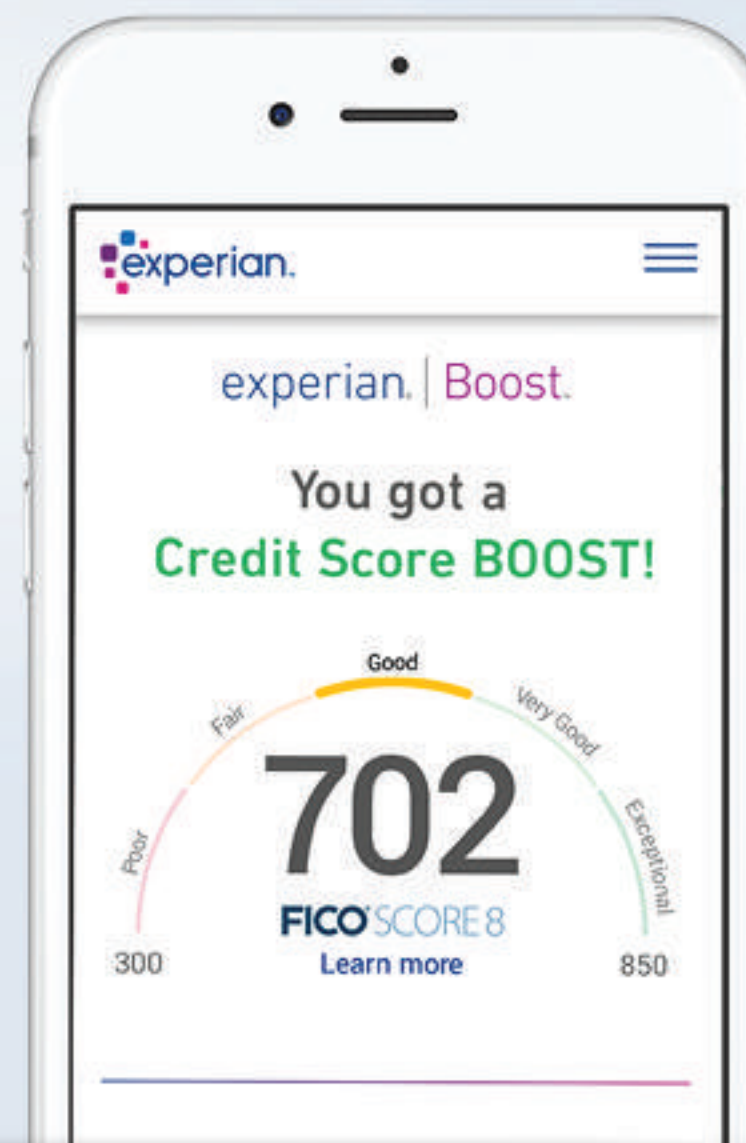 experian.
experian. | Boost.
You got a
Credit Score BOOST!
Good
Fair
Very Good
Poor
Exceptional
702
FICO® SCORE 8
300
Learn more
850